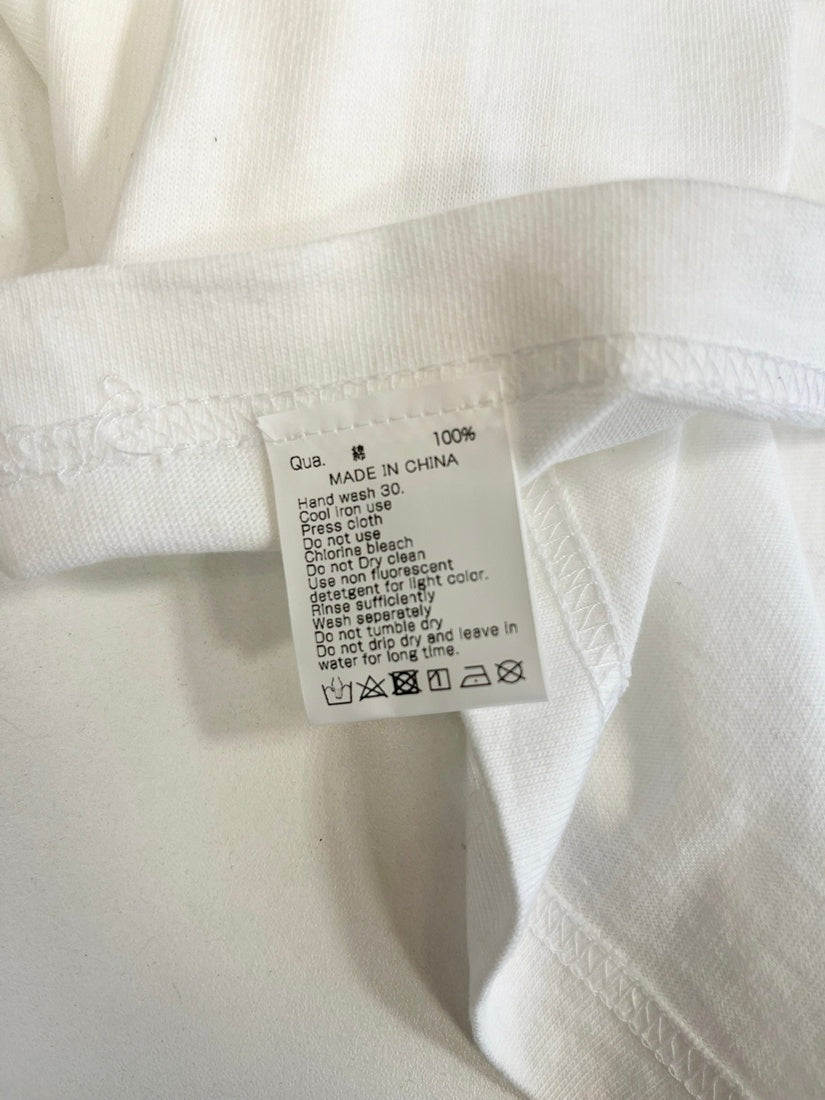 Qua. 綿 100%
MADE IN CHINA
Hand wash 30.
Cool iron use
Press cloth
Do not use
Chlorine bleach
Do not Dry clean
Use non fluorescent
detetgent for light color.
Rinse sufficiently
Wash separately
Do not tumble dry
Do not drip dry and leave in
water for long time.